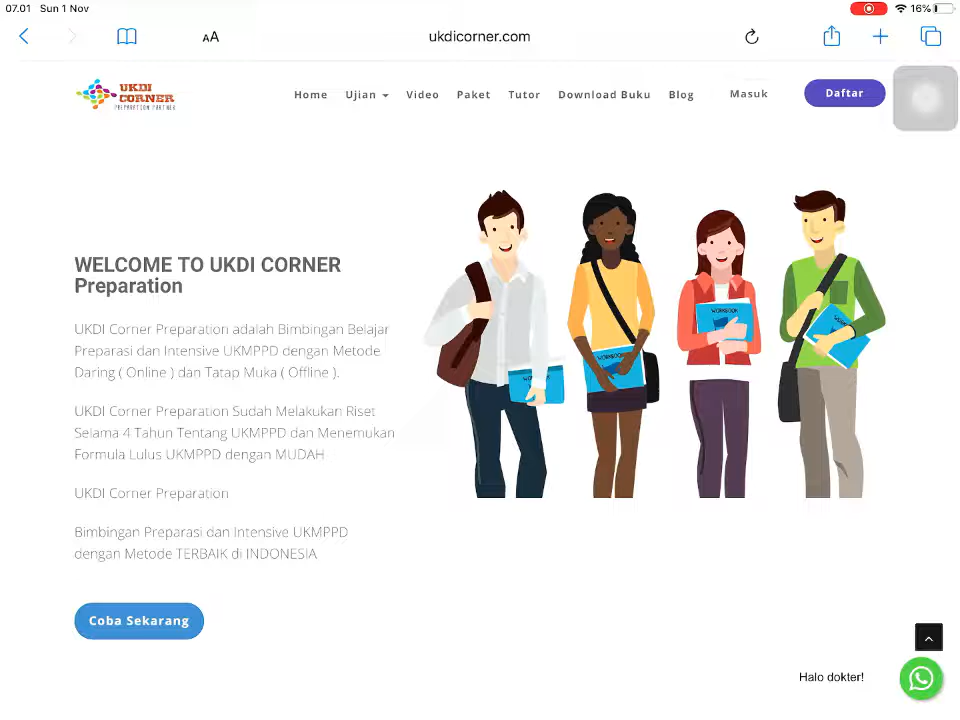 07.01 Sun 1 Nov
16%
AA
ukdicorner.com
UKDI
CORNER
PREPARATION PARTNER
Home Ujian Video Paket Tutor Download Buku Blog Masuk Daftar
WELCOME TO UKDI CORNER
Preparation
UKDI Corner Preparation adalah Bimbingan Belajar
Preparasi dan Intensive UKMPPD dengan Metode
Daring ( Online ) dan Tatap Muka ( Offline ).
UKDI Corner Preparation Sudah Melakukan Riset
Selama 4 Tahun Tentang UKMPPD dan Menemukan
Formula Lulus UKMPPD dengan MUDAH
UKDI Corner Preparation
Bimbingan Preparasi dan Intensive UKMPPD
dengan Metode TERBAIK di INDONESIA
Coba Sekarang
WORKBOOK
WORKBOOK
Halo dokter!